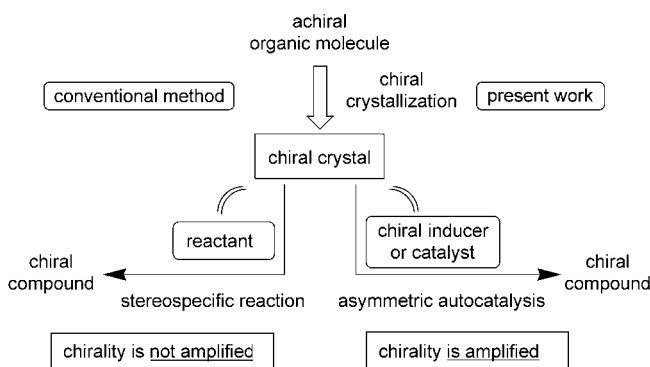 achiral
organic molecule
conventional method
chiral
crystallization
present work
chiral crystal
reactant
chiral inducer
or catalyst
chiral
compound
chiral
compound
stereospecific reaction
asymmetric autocatalysis
chirality is not amplified
chirality is amplified